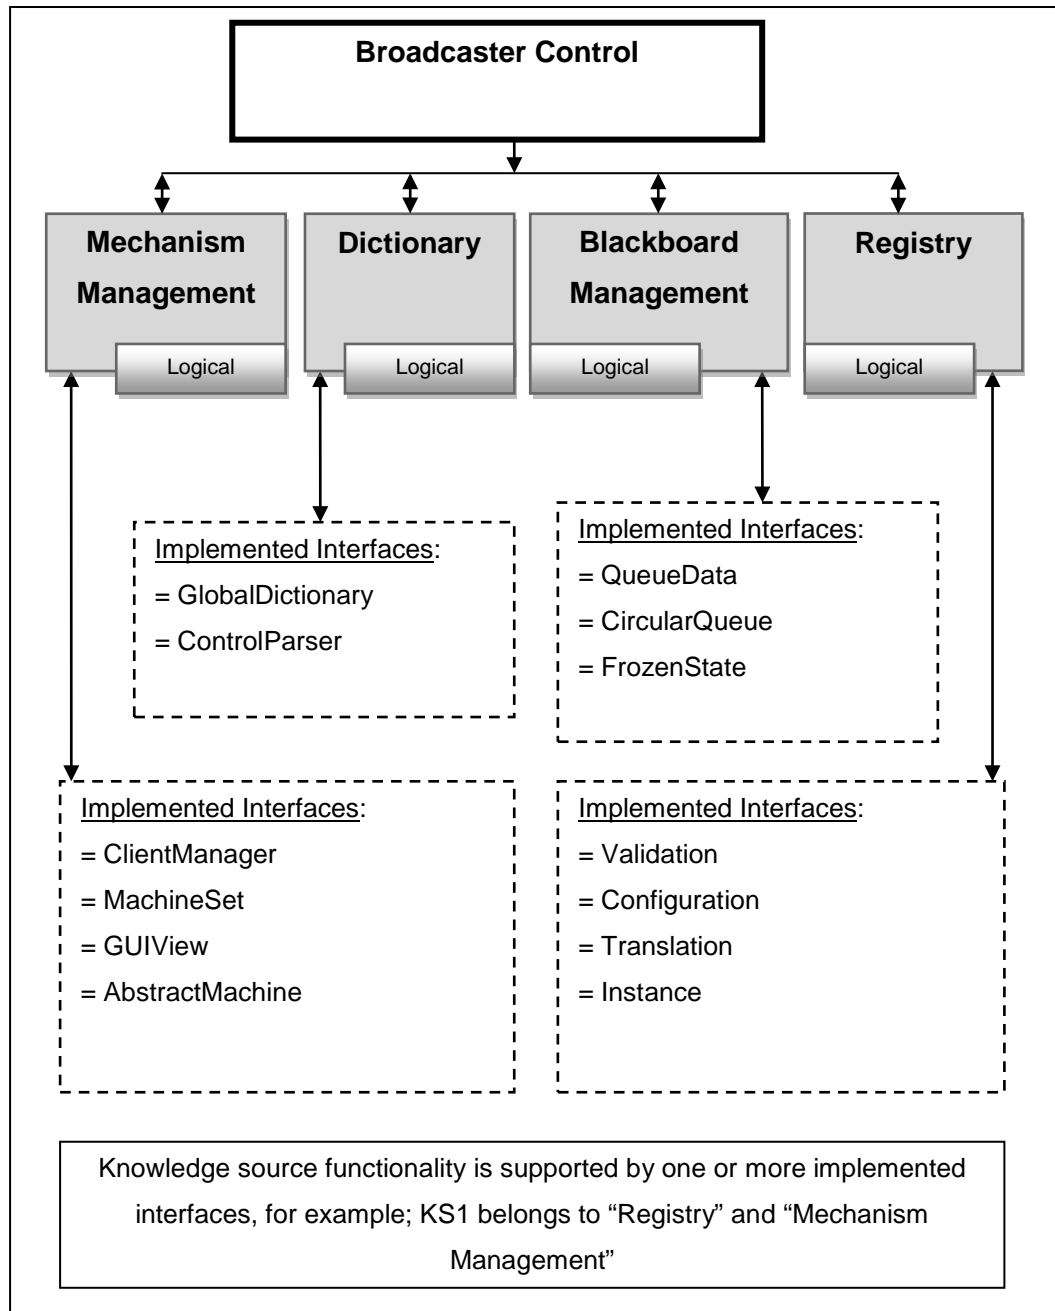 Broadcaster Control
Mechanism
Management
Logical
Dictionary
Logical
Blackboard
Management
Logical
Registry
Logical
Implemented Interfaces:
= GlobalDictionary
= ControlParser
Implemented Interfaces:
= QueueData
= CircularQueue
= FrozenState
Implemented Interfaces:
= ClientManager
= MachineSet
= GUIView
= AbstractMachine
Implemented Interfaces:
= Validation
= Configuration
= Translation
= Instance
Knowledge source functionality is supported by one or more implemented
interfaces, for example; KS1 belongs to “Registry” and “Mechanism
Management”